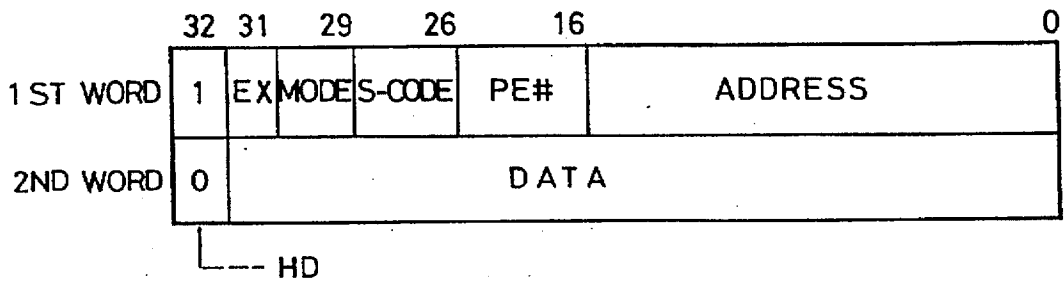 32 31 29 26 16 0
1 ST WORD 1 EX MODE S-CODE PE# ADDRESS
2ND WORD 0 DATA
HD